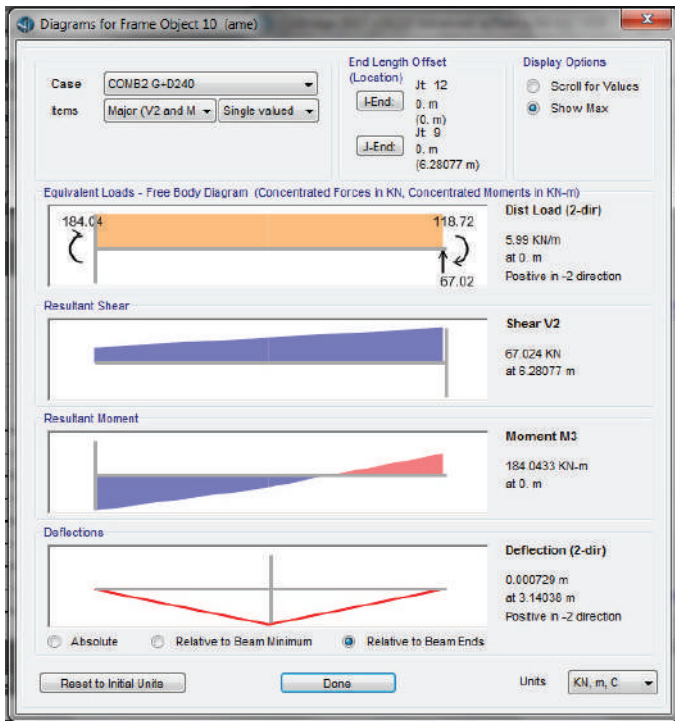 Diagrams for Frame Object 10 (ame)
End Length Offset
(Location)
Display Options
Case
COMB2 G+D240
Items
Major (V2 and M
Single valued
Jt: 12
I-End:
0. m
(0. m)
Jt: 9
J-End:
0. m
(6.28077 m)
Scroll for Values
Show Max
Equivalent Loads - Free Body Diagram (Concentrated Forces in KN, Concentrated Moments in KN-m)
184.04
118.72
67.02
Dist Load (2-dir)
5.99 KN/m
at 0. m
Positive in -2 direction
Resultant Shear
Shear V2
67.024 KN
at 6.28077 m
Resultant Moment
Moment M3
184.0433 KN-m
at 0. m
Deflections
Deflection (2-dir)
0.000729 m
at 3.14038 m
Positive in -2 direction
Absolute
Relative to Beam Minimum
Relative to Beam Ends
Reset to Initial Units
Done
Units
KN, m, C